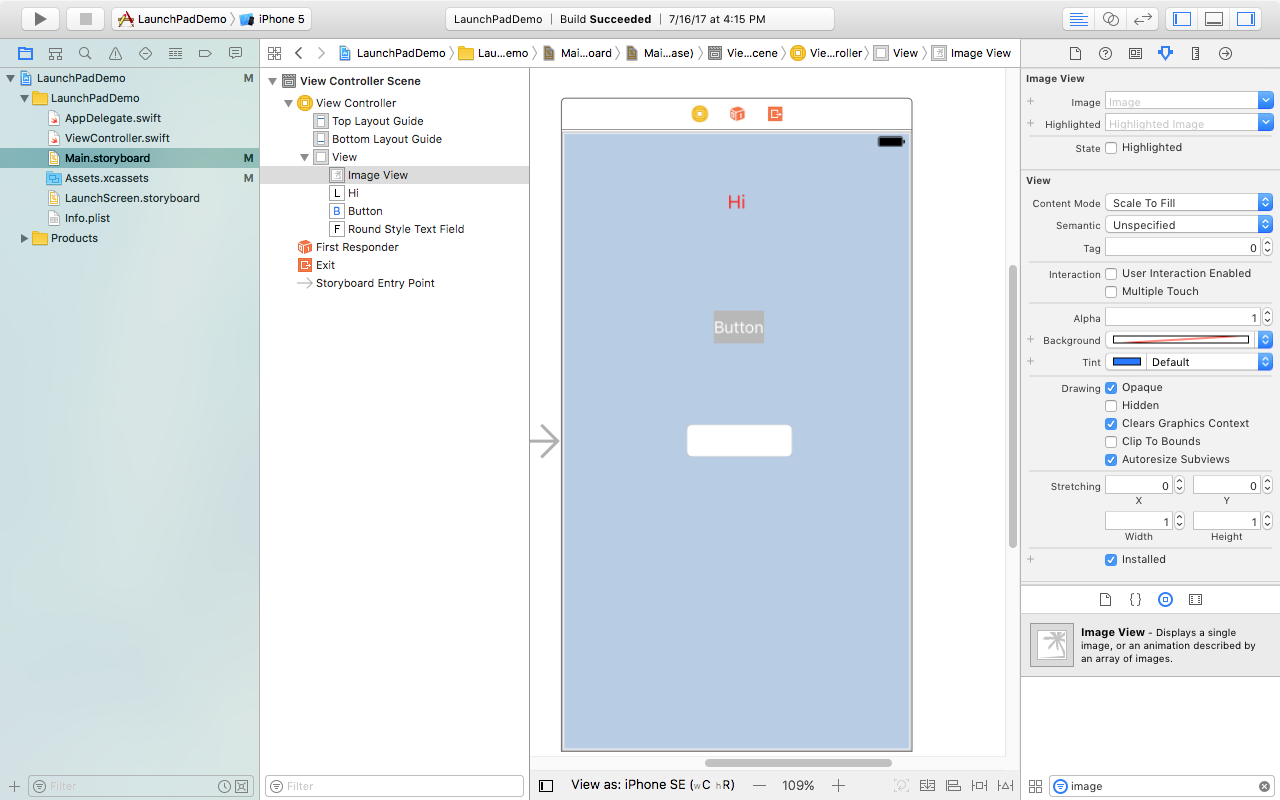 LaunchPadDemo iPhone 5
LaunchPadDemo | Build Succeeded | 7/16/17 at 4:15 PM
LaunchPadDemo M
LaunchPadDemo
AppDelegate.swift
ViewController.swift
Main.storyboard M
Assets.xcassets M
LaunchScreen.storyboard
Info.plist
Products
Filter
LaunchPadDemo Lau...emo Mai...oard Mai...ase) Vie...cene Vie...roller View Image View
View Controller Scene
View Controller
Top Layout Guide
Bottom Layout Guide
View
Image View
L Hi
B Button
F Round Style Text Field
First Responder
Exit
Storyboard Entry Point
Filter
Hi
Button
View as: iPhone SE (wC hR) — 109% +
Image View
Image Image
Highlighted Highlighted Image
State Highlighted
View
Content Mode Scale To Fill
Semantic Unspecified
Tag 0
Interaction User Interaction Enabled
Multiple Touch
Alpha 1
Background
Tint Default
Drawing Opaque
Hidden
Clears Graphics Context
Clip To Bounds
Autoresize Subviews
Stretching 0 0
X Y
1 1
Width Height
Installed
Image View - Displays a single
image, or an animation described by
an array of images.
image